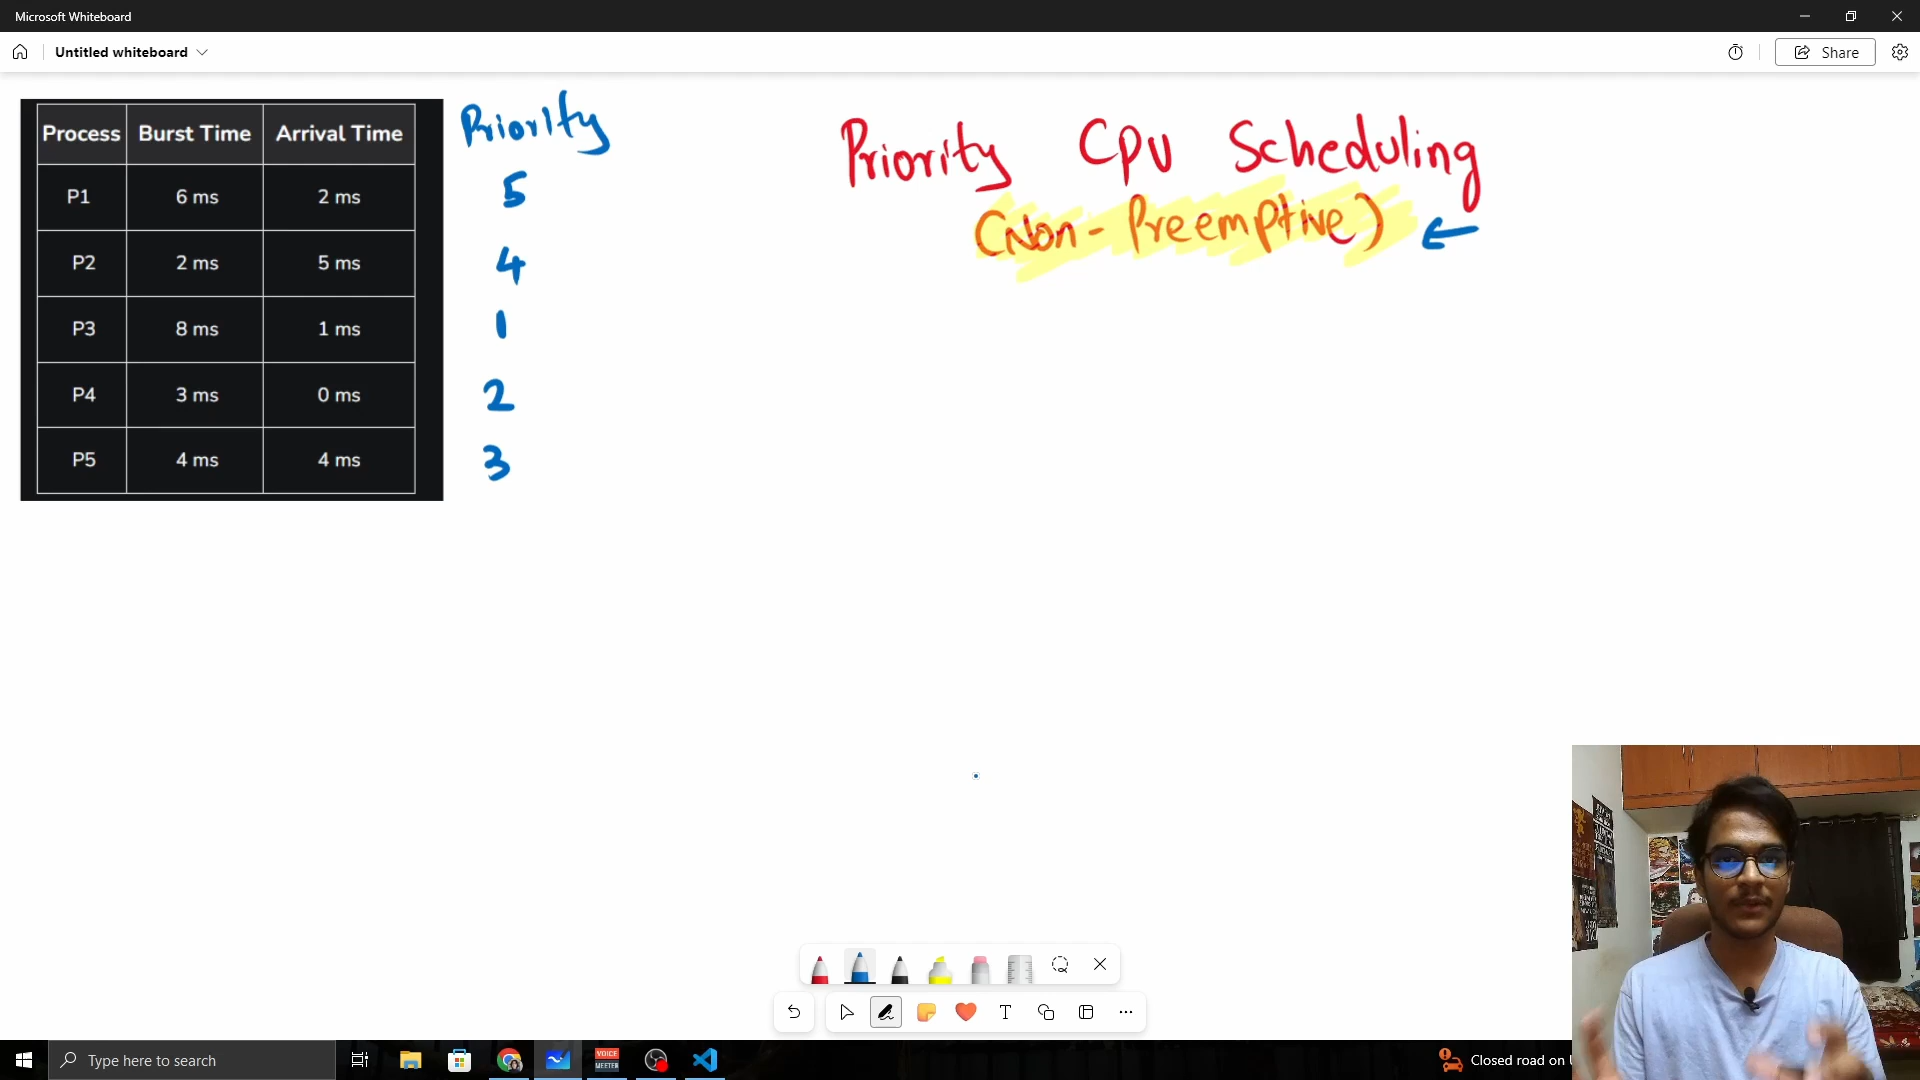 Microsoft Whiteboard
Untitled whiteboard
Share
Process Burst Time Arrival Time Priority
P1 6 ms 2 ms 5
P2 2 ms 5 ms 4
P3 8 ms 1 ms 1
P4 3 ms 0 ms 2
P5 4 ms 4 ms 3
Priority CPU Scheduling
(Non-Preemptive)
T
Type here to search
VOICE
MEETER
Closed road on